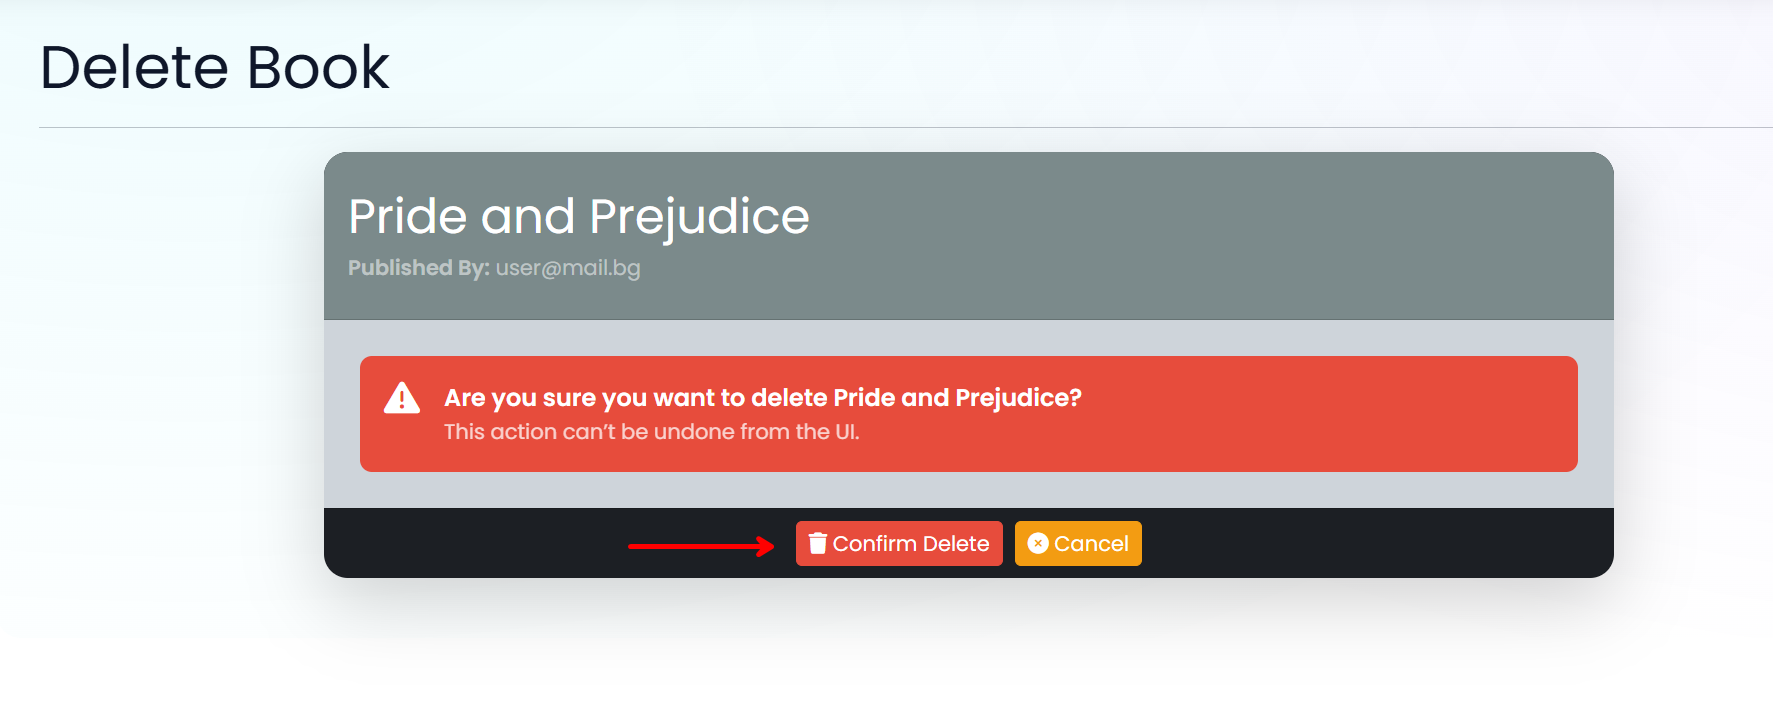 Delete Book
Pride and Prejudice
Published By: user@mail.bg
Are you sure you want to delete Pride and Prejudice?
This action can’t be undone from the UI.
Confirm Delete
Cancel